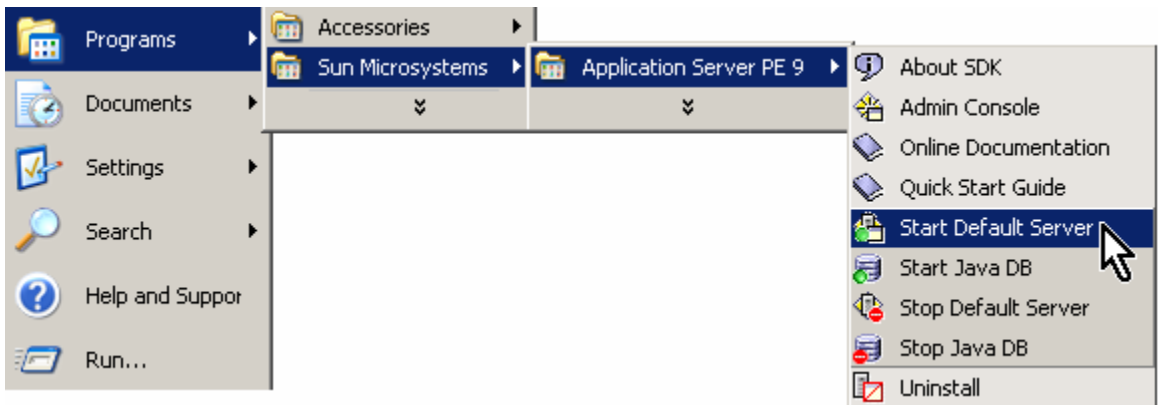 Programs
Documents
Settings
Search
Help and Suppor
Run...
Accessories
Sun Microsystems
Application Server PE 9
About SDK
Admin Console
Online Documentation
Quick Start Guide
Start Default Server
Start Java DB
Stop Default Server
Stop Java DB
Uninstall